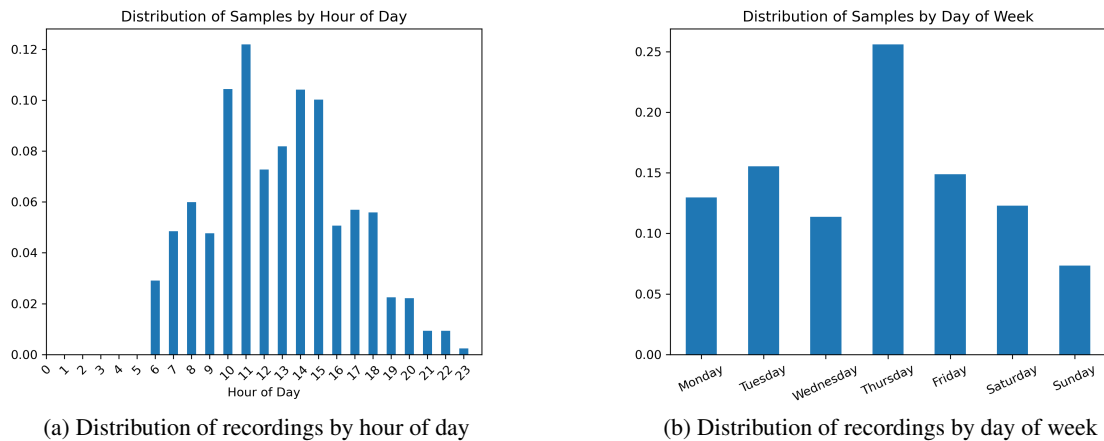 Distribution of Samples by Hour of Day
0.12
0.10
0.08
0.06
0.04
0.02
0.00
0 1 2 3 4 5 6 7 8 9 10 11 12 13 14 15 16 17 18 19 20 21 22 23
Hour of Day
(a) Distribution of recordings by hour of day
Distribution of Samples by Day of Week
0.25
0.20
0.15
0.10
0.05
0.00
Monday Tuesday Wednesday Thursday Friday Saturday Sunday
(b) Distribution of recordings by day of week